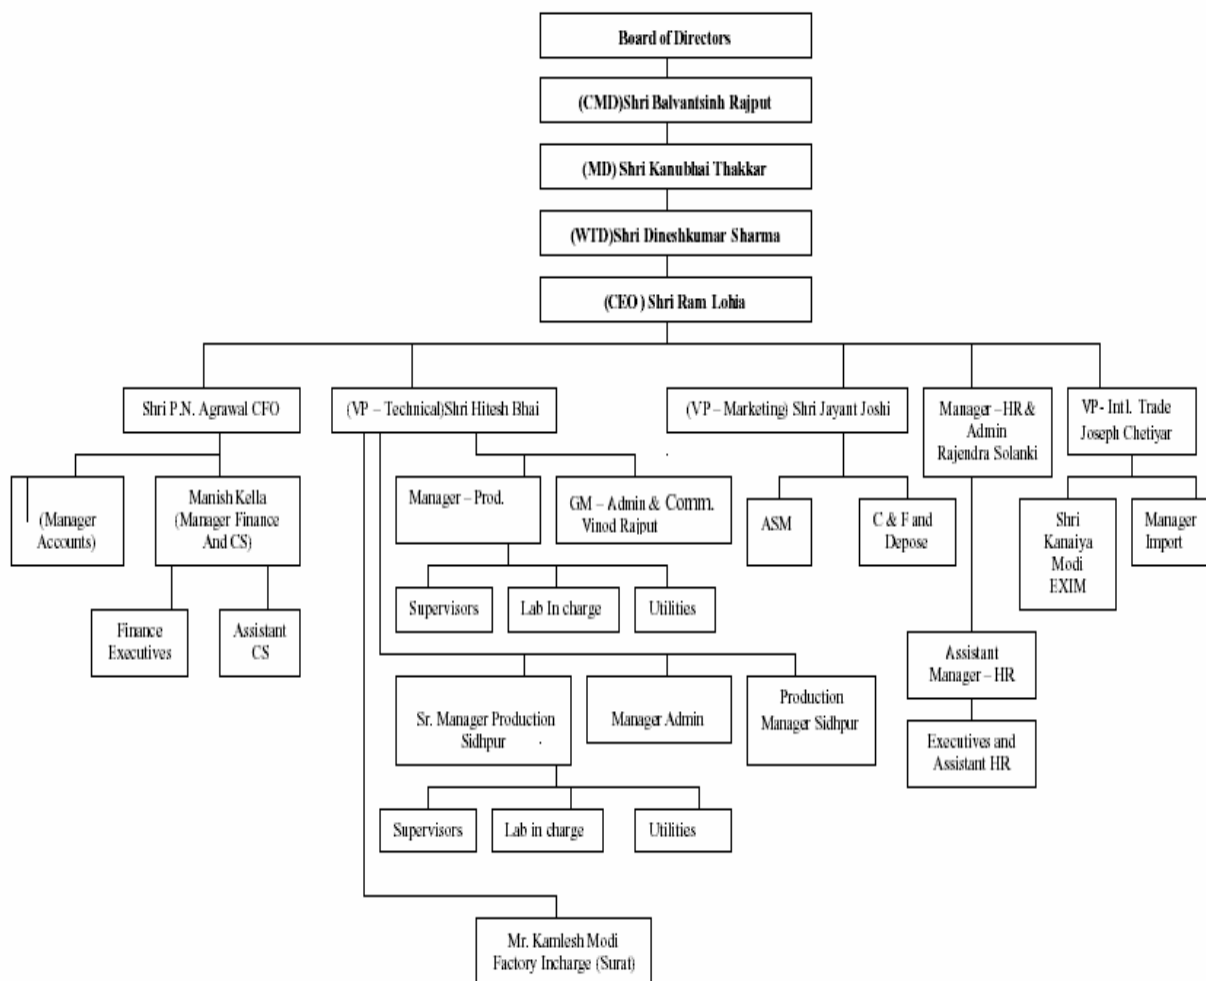 Board of Directors
(CMD)Shri Balvantsinh Rajput
(MD) Shri Kanubhai Thakkar
(WTD)Shri Dineshkumar Sharma
(CEO) Shri Ram Lohia
Shri P.N. Agrawal CFO
(VP – Technical)Shri Hitesh Bhai
(VP – Marketing) Shri Jayant Joshi
Manager –HR &
Admin
Rajendra Solanki
VP- Intl. Trade
Joseph Chetiyar
(Manager
Accounts)
Manish Kella
(Manager Finance
And CS)
Manager – Prod.
GM – Admin & Comm.
Vinod Rajput
ASM
C & F and
Depose
Shri
Kanaiya
Modi
EXIM
Manager
Import
Finance
Executives
Assistant
CS
Supervisors
Lab In charge
Utilities
Assistant
Manager – HR
Sr. Manager Production
Sidhpur
Manager Admin
Production
Manager Sidhpur
Executives and
Assistant HR
Supervisors
Lab in charge
Utilities
Mr. Kamlesh Modi
Factory Incharge (Surat)